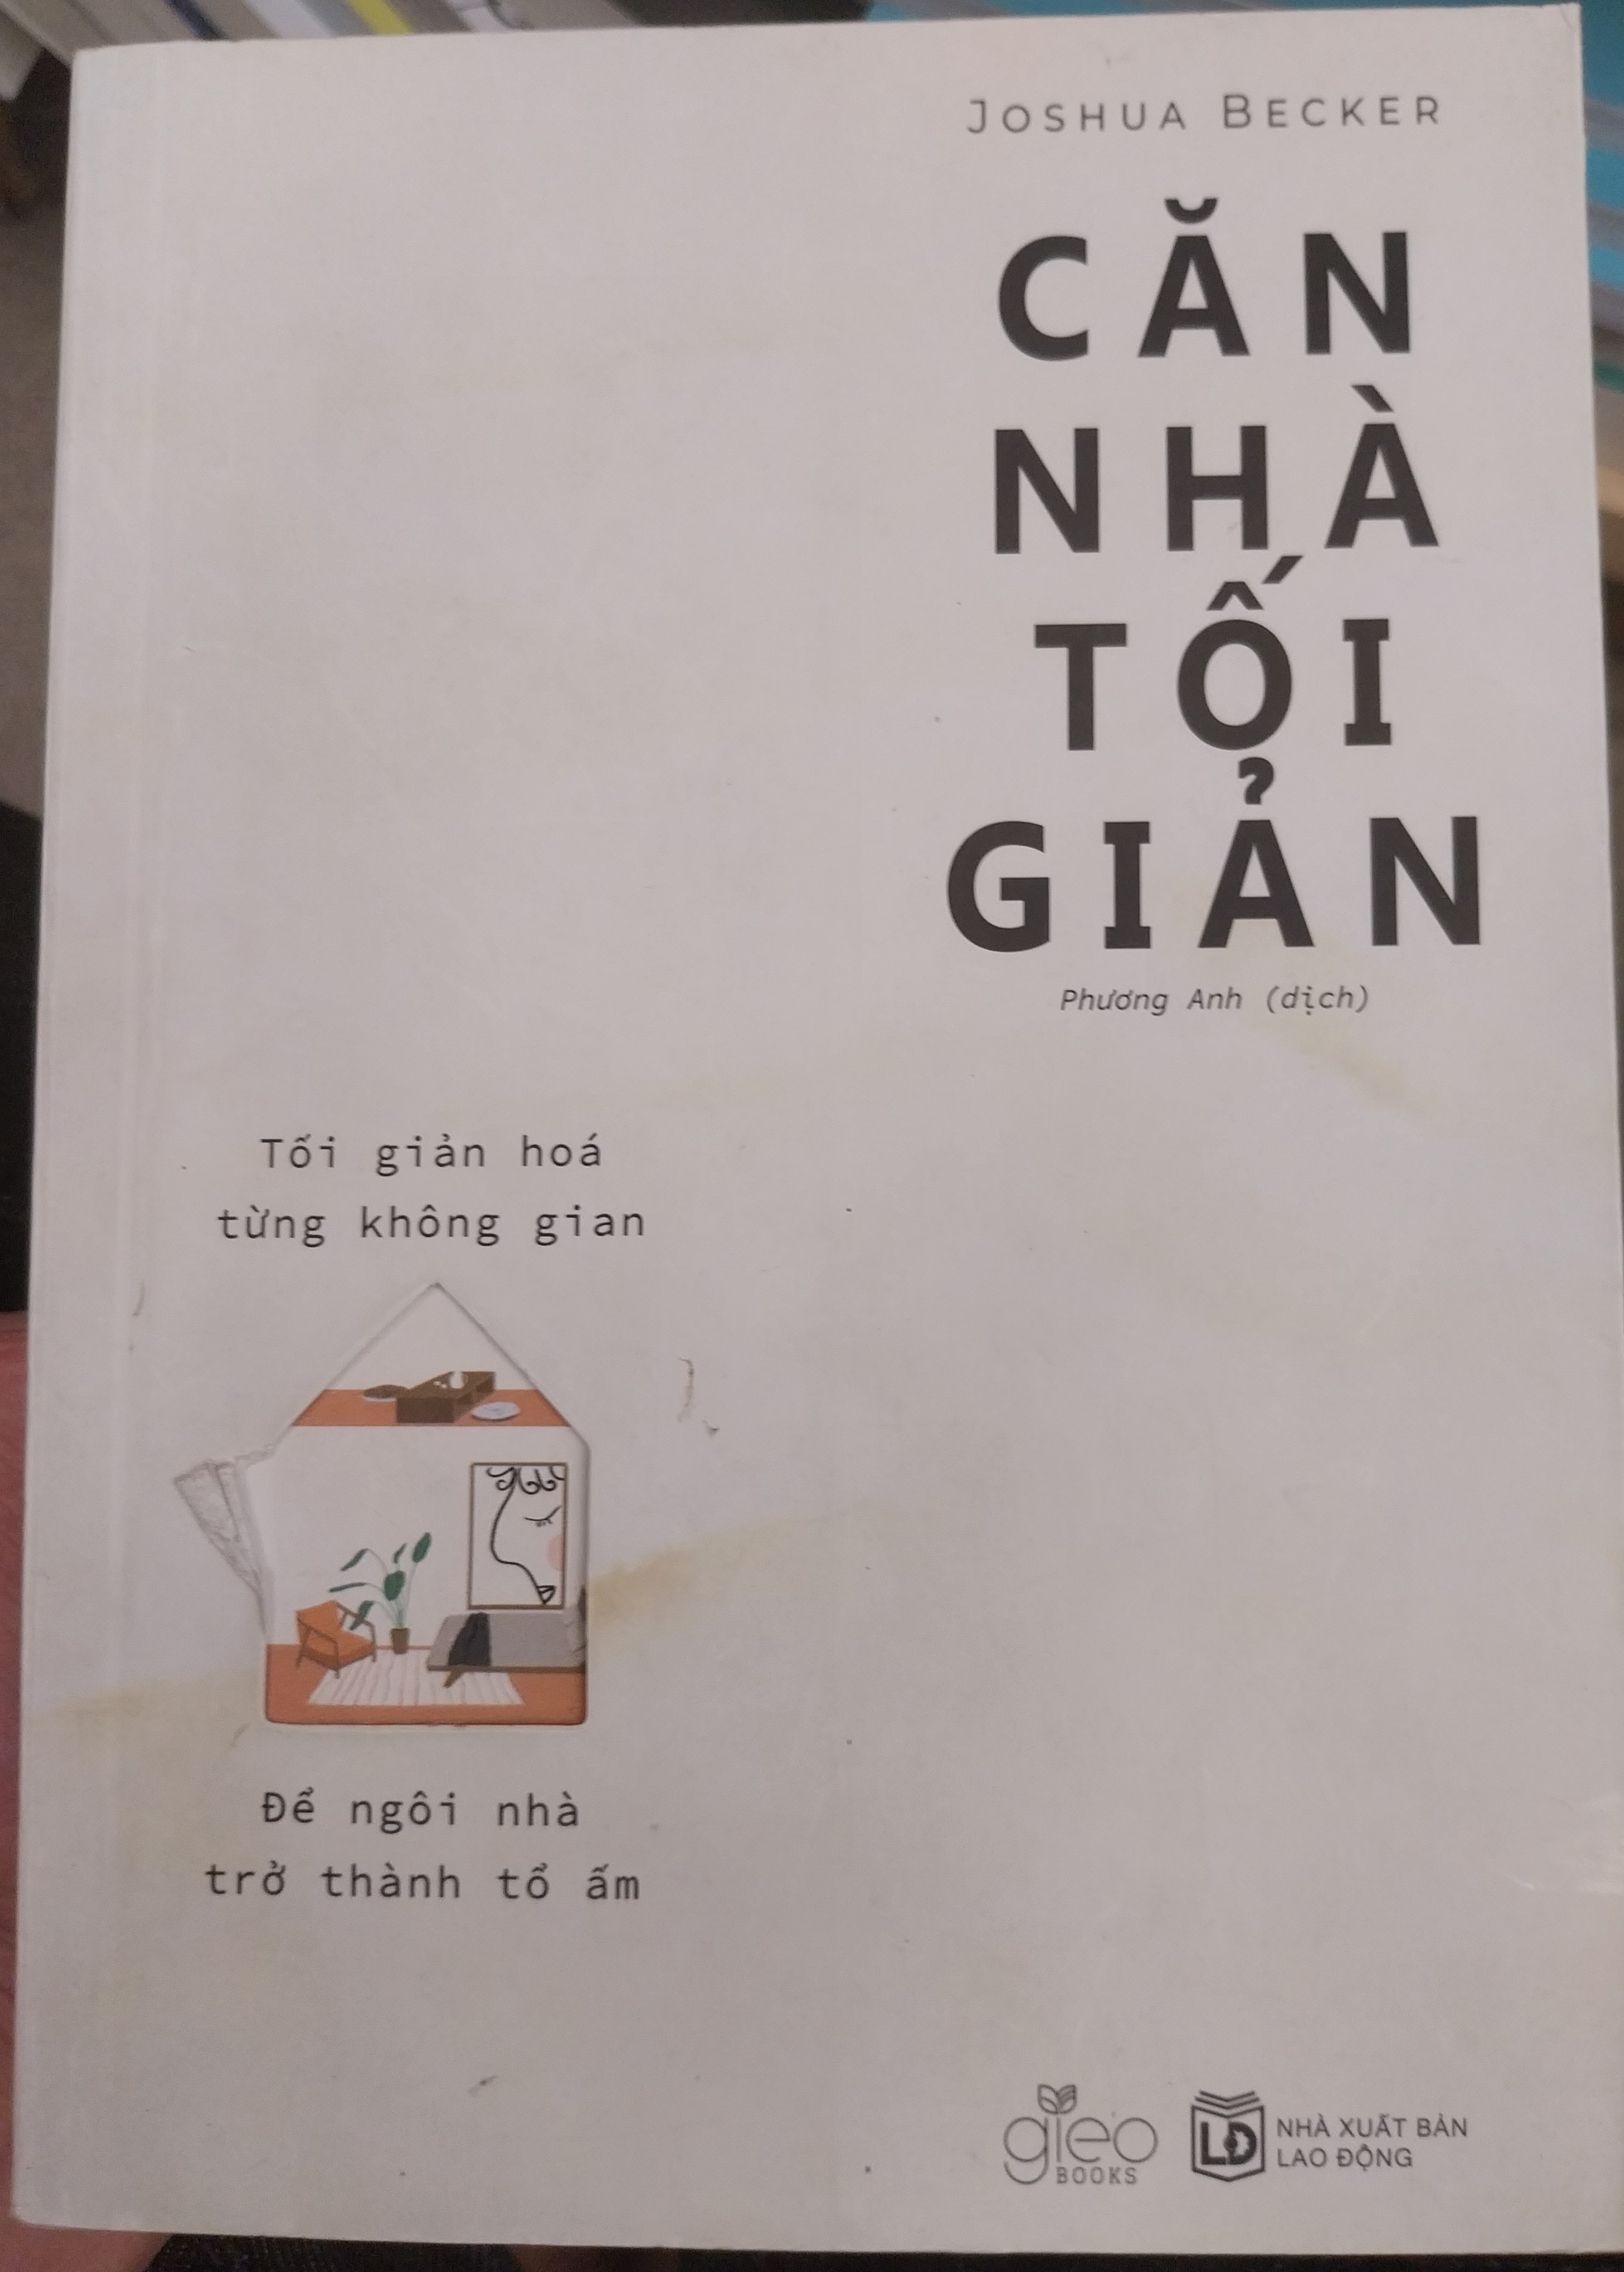 JOSHUA BECKER
CĂN
NHÀ
TỐI
GIẢN
Phương Anh (dịch)
Tối giản hoá
từng không gian
Để ngôi nhà
trở thành tổ ấm
gieo
BOOKS
LĐ
NHÀ XUẤT BẢN
LAO ĐỘNG